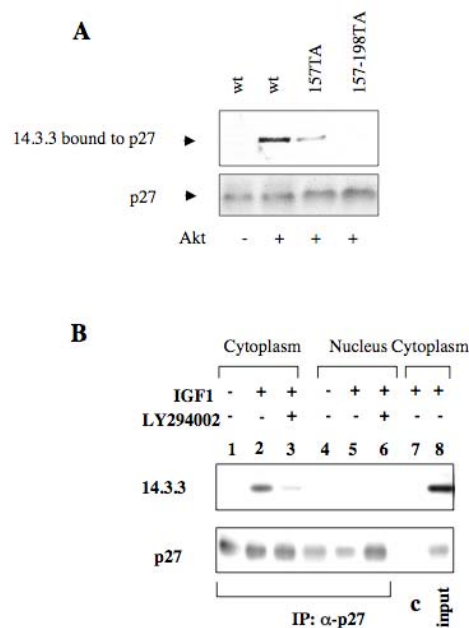 A
wt wt 157TA 157-198TA
14.3.3 bound to p27
p27
Akt - + + +
B
Cytoplasm Nucleus Cytoplasm
IGF1 - + + - + + + +
LY294002 - - + - - + - -
1 2 3 4 5 6 7 8
14.3.3
p27
IP: α-p27 c input